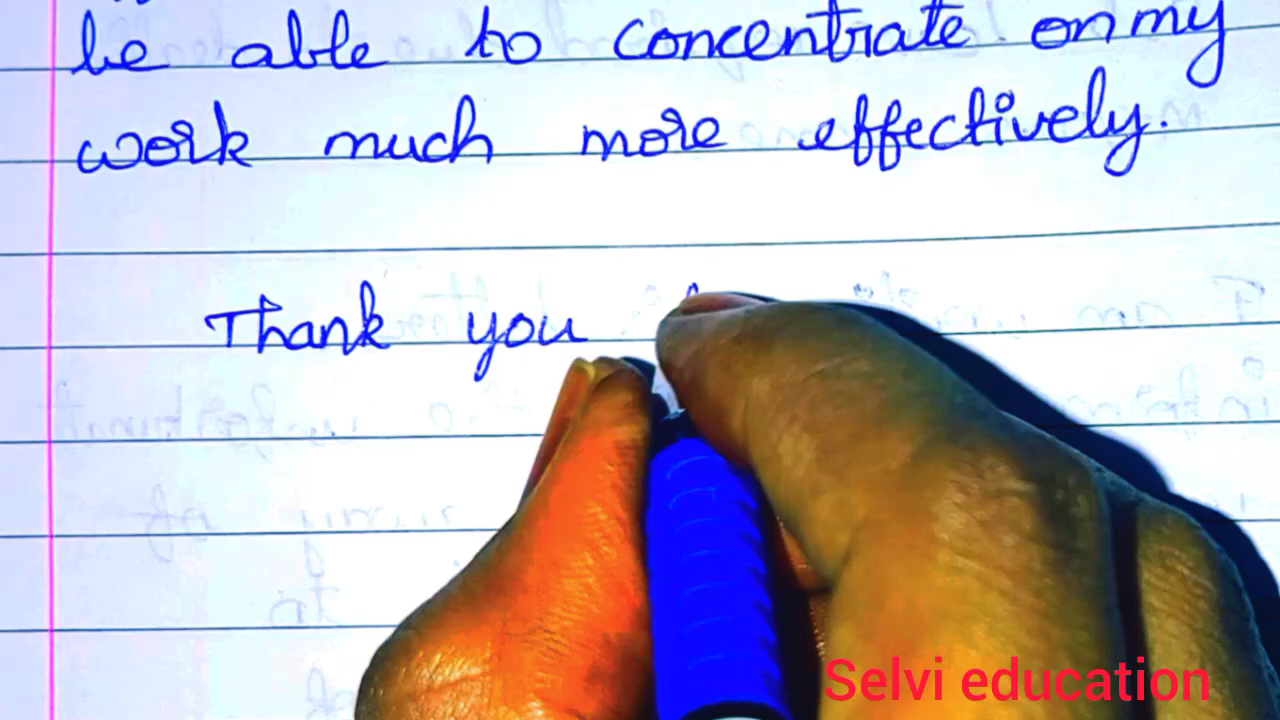 be able to concentrate on my
work much more effectively.
Thank you
Selvi education